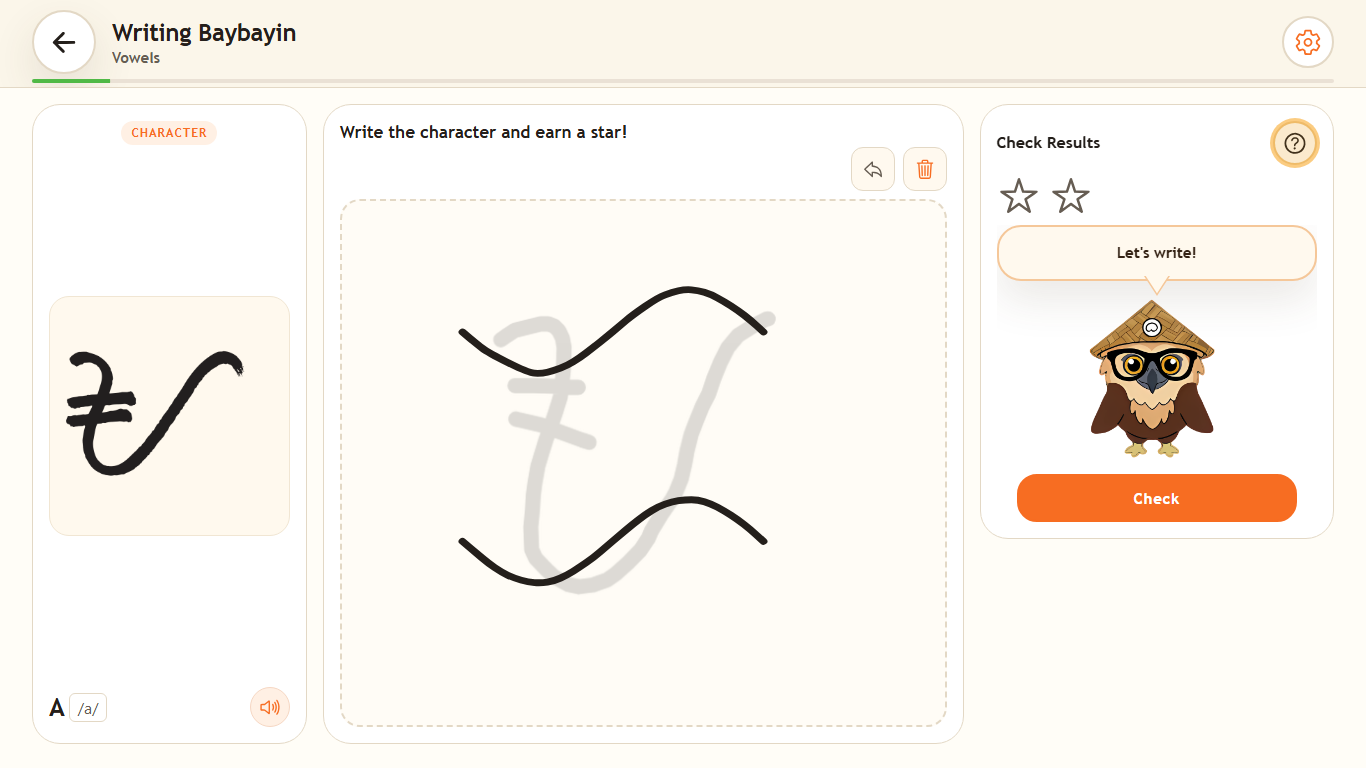 Writing Baybayin
Vowels
CHARACTER
ᜀ
A /a/
Write the character and earn a star!
Check Results
Let's write!
Check